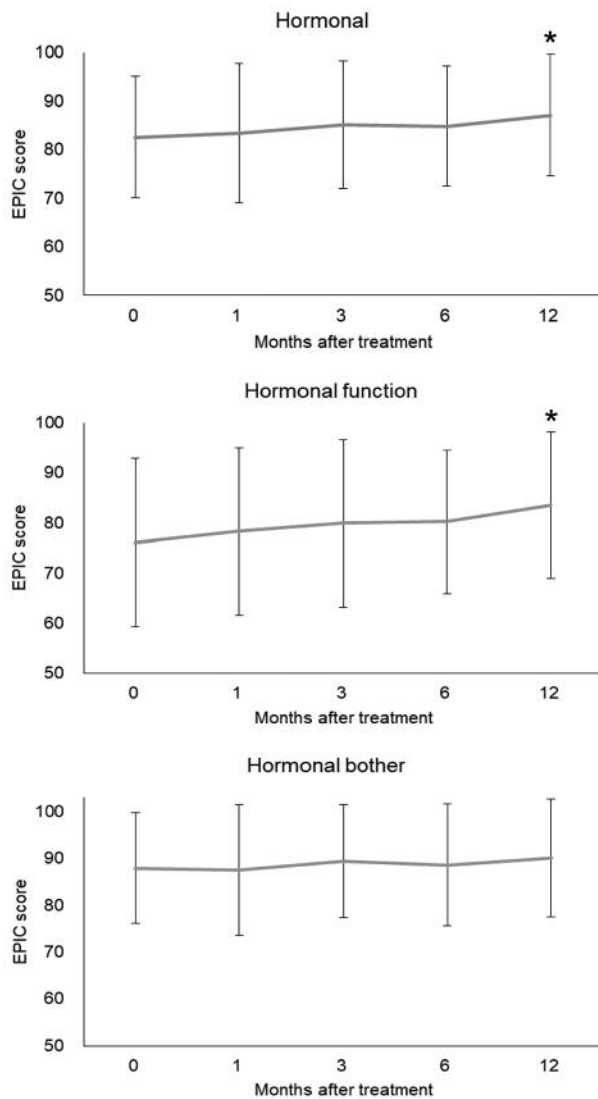 Hormonal
*
100
90
80
70
60
50
EPIC score
0 1 3 6 12
Months after treatment
Hormonal function
*
100
90
80
70
60
50
EPIC score
0 1 3 6 12
Months after treatment
Hormonal bother
100
90
80
70
60
50
EPIC score
0 1 3 6 12
Months after treatment